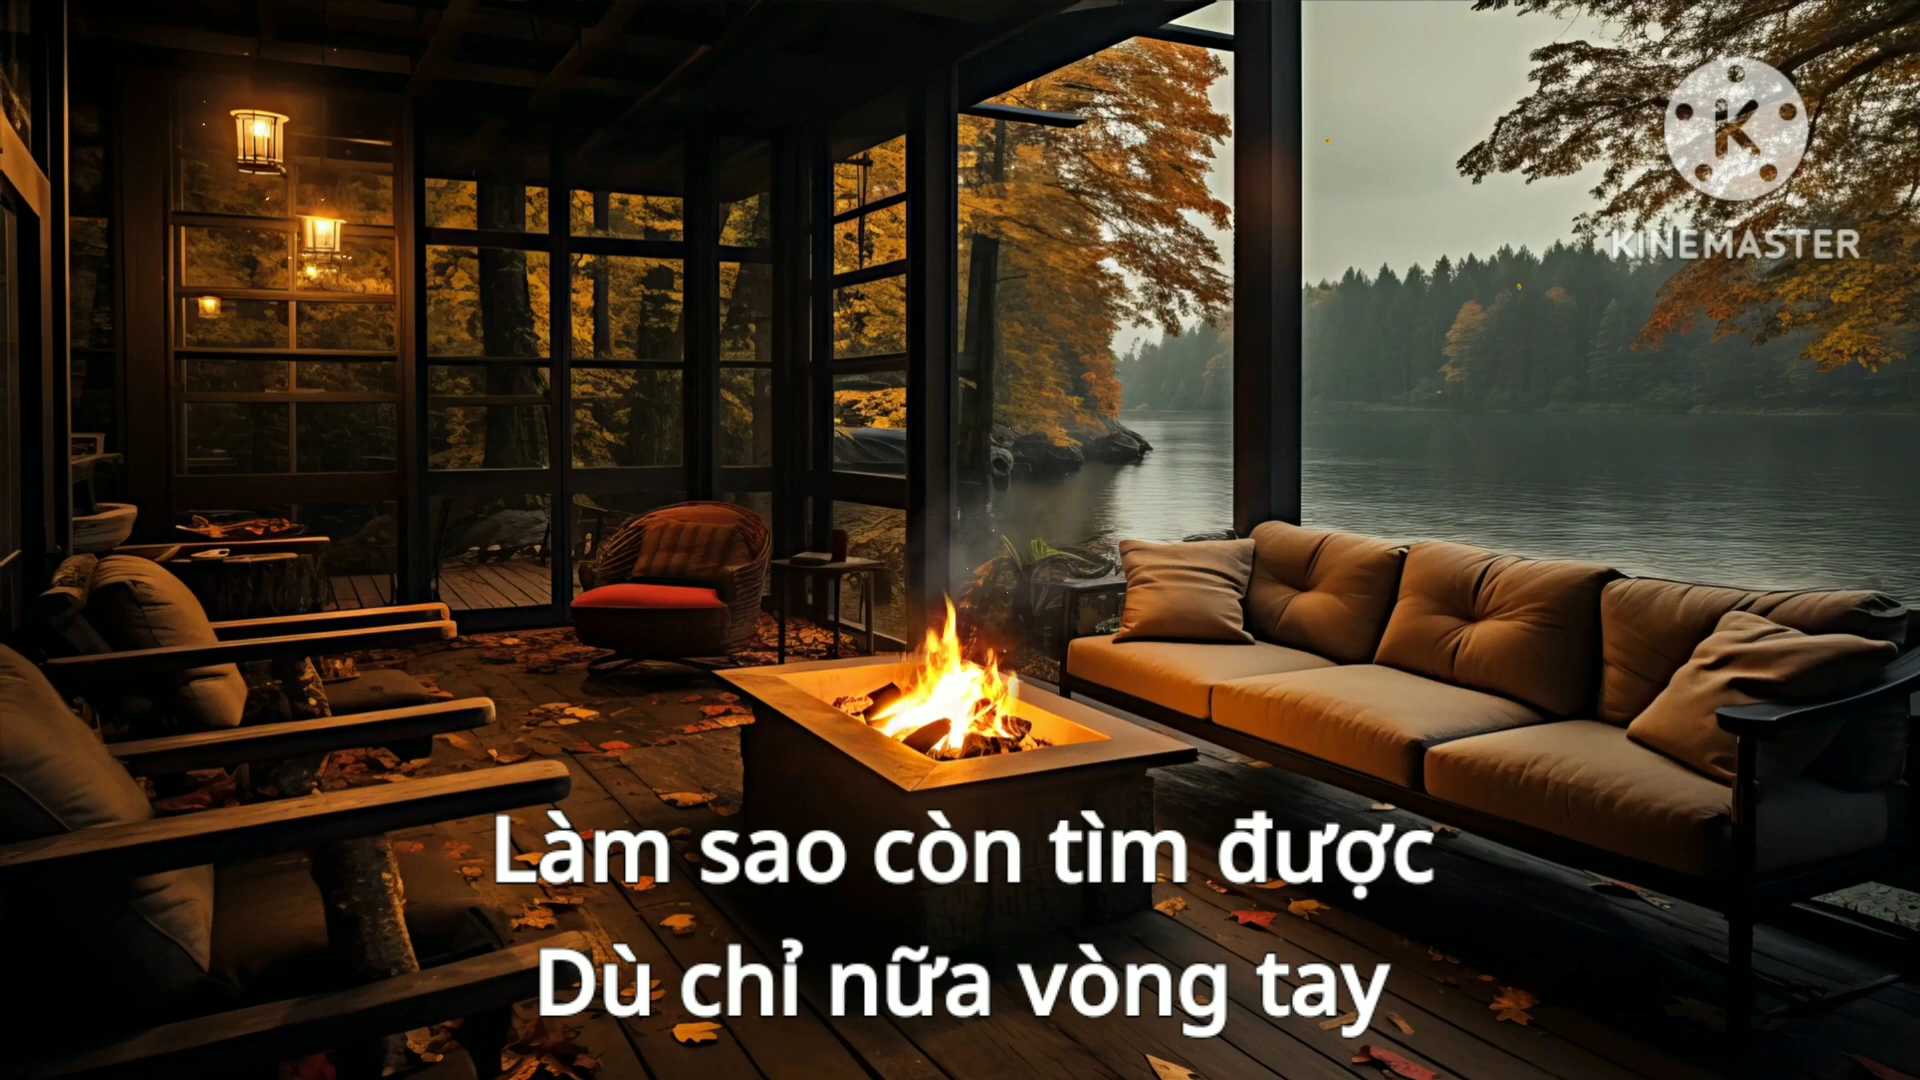 K
KINEMASTER
Làm sao còn tìm được
Dù chỉ nữa vòng tay